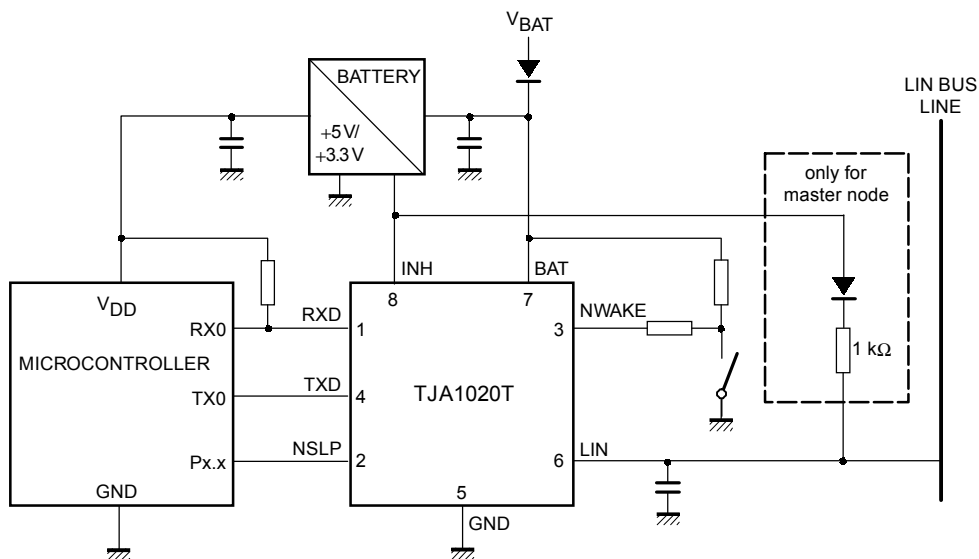 VBAT
BATTERY
+5 V/
+3.3 V
LIN BUS
LINE
only for
master node
INH
BAT
8
7
VDD
RX0
RXD
1
3
NWAKE
1 kΩ
MICROCONTROLLER
TX0
TXD
4
TJA1020T
Px.x
NSLP
2
6
LIN
GND
5
GND